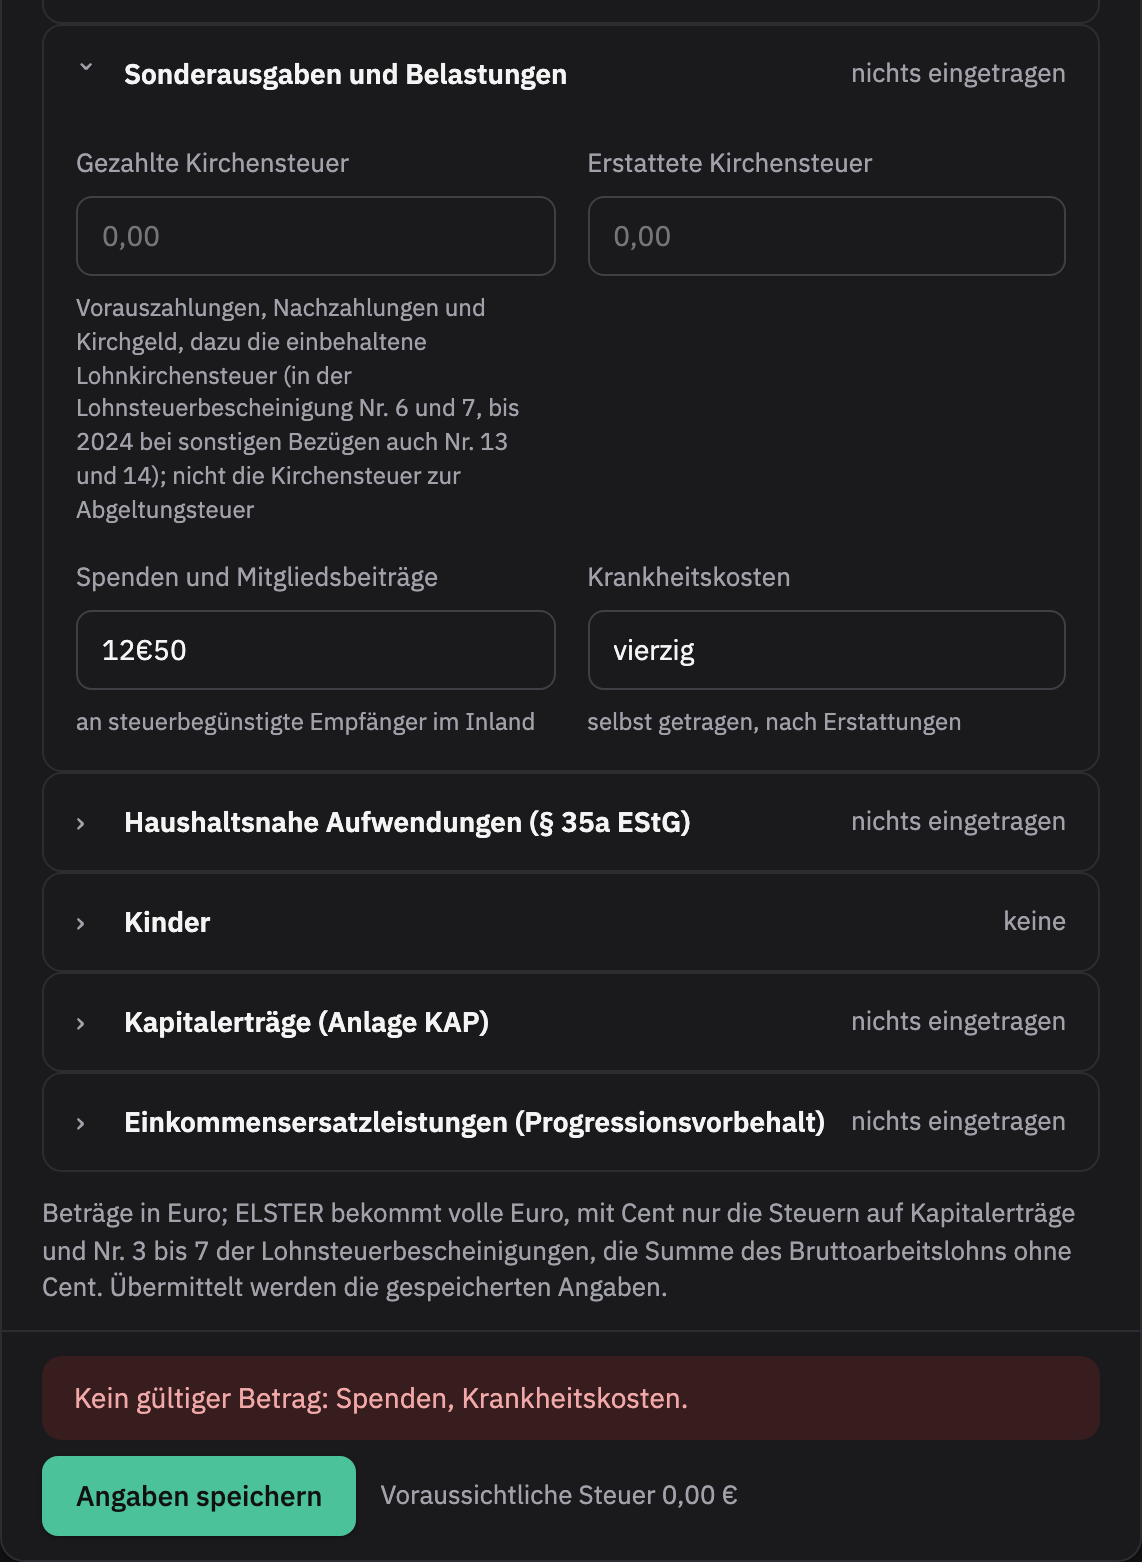 Sonderausgaben und Belastungen
nichts eingetragen
Gezahlte Kirchensteuer
Erstattete Kirchensteuer
0,00
0,00
Vorauszahlungen, Nachzahlungen und
Kirchgeld, dazu die einbehaltene
Lohnkirchensteuer (in der
Lohnsteuerbescheinigung Nr. 6 und 7, bis
2024 bei sonstigen Bezügen auch Nr. 13
und 14); nicht die Kirchensteuer zur
Abgeltungsteuer
Spenden und Mitgliedsbeiträge
Krankheitskosten
12€50
vierzig
an steuerbegünstigte Empfänger im Inland
selbst getragen, nach Erstattungen
Haushaltsnahe Aufwendungen (§ 35a EStG)
nichts eingetragen
Kinder
keine
Kapitalerträge (Anlage KAP)
nichts eingetragen
Einkommensersatzleistungen (Progressionsvorbehalt)
nichts eingetragen
Beträge in Euro; ELSTER bekommt volle Euro, mit Cent nur die Steuern auf Kapitalerträge
und Nr. 3 bis 7 der Lohnsteuerbescheinigungen, die Summe des Bruttoarbeitslohns ohne
Cent. Übermittelt werden die gespeicherten Angaben.
Kein gültiger Betrag: Spenden, Krankheitskosten.
Angaben speichern
Voraussichtliche Steuer 0,00 €